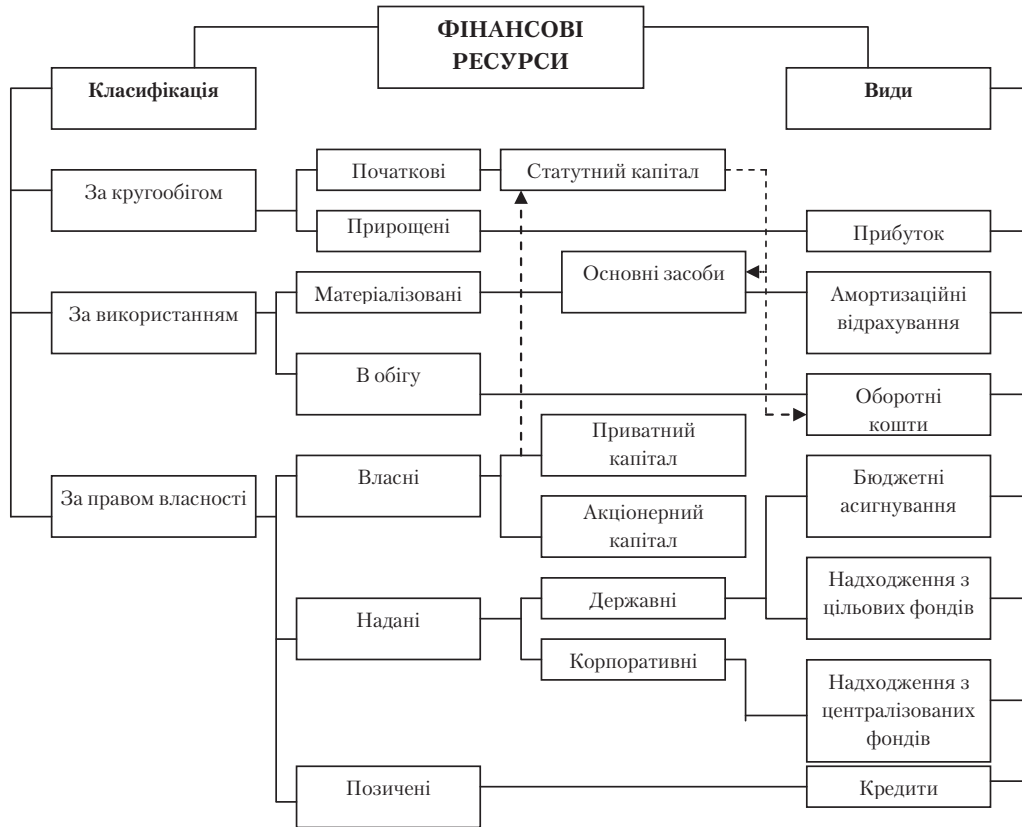 ФІНАНСОВІ
РЕСУРСИ
Класифікація
Види
За кругообігом
Початкові
Статутний капітал
Прирощені
Прибуток
За використанням
Матеріалізовані
Основні засоби
Амортизаційні
відрахування
В обігу
Оборотні
кошти
За правом власності
Власні
Приватний
капітал
Акціонерний
капітал
Бюджетні
асигнування
Надані
Державні
Надходження з
цільових фондів
Корпоративні
Надходження з
централізованих
фондів
Позичені
Кредити